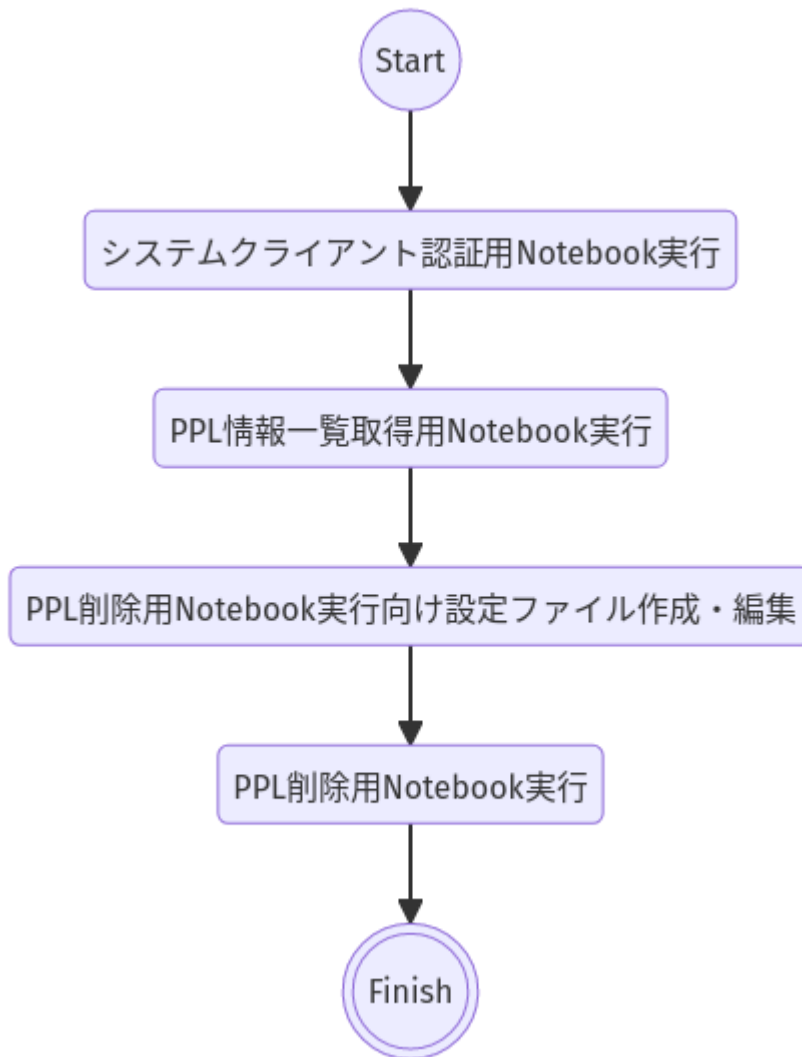 Start
システムクライアント認証用Notebook実行
PPL情報一覧取得用Notebook実行
PPL削除用Notebook実行向け設定ファイル作成・編集
PPL削除用Notebook実行
Finish